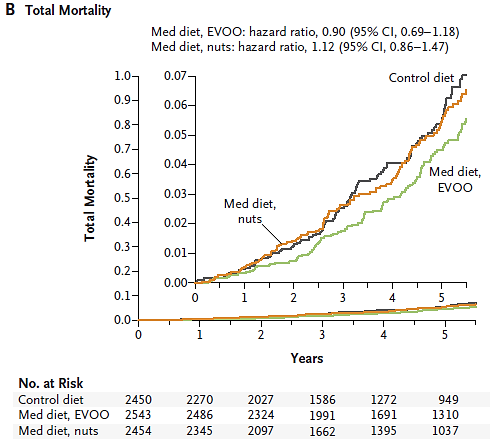 B Total Mortality
Med diet, EVOO: hazard ratio, 0.90 (95% CI, 0.69–1.18)
Med diet, nuts: hazard ratio, 1.12 (95% CI, 0.86–1.47)
Total Mortality
1.0
0.9
0.8
0.7
0.6
0.5
0.4
0.3
0.2
0.1
0.0
0.07
0.06
0.05
0.04
0.03
0.02
0.01
0.00
Control diet
Med diet,
EVOO
Med diet,
nuts
0 1 2 3 4 5
0 1 2 3 4 5
Years
No. at Risk
Control diet 2450 2270 2027 1586 1272 949
Med diet, EVOO 2543 2486 2324 1991 1691 1310
Med diet, nuts 2454 2345 2097 1662 1395 1037